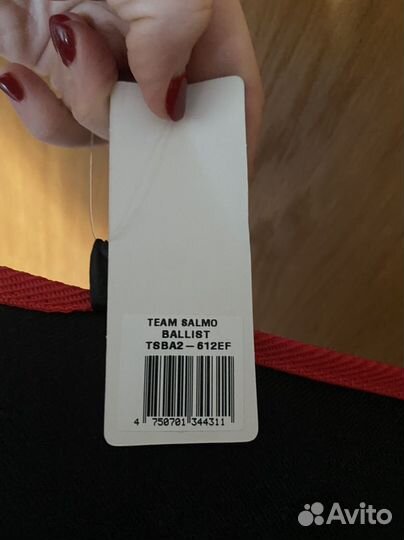 TEAM SALMO
BALLIST
TSBA2-612EF
4 750701 344311
Avito